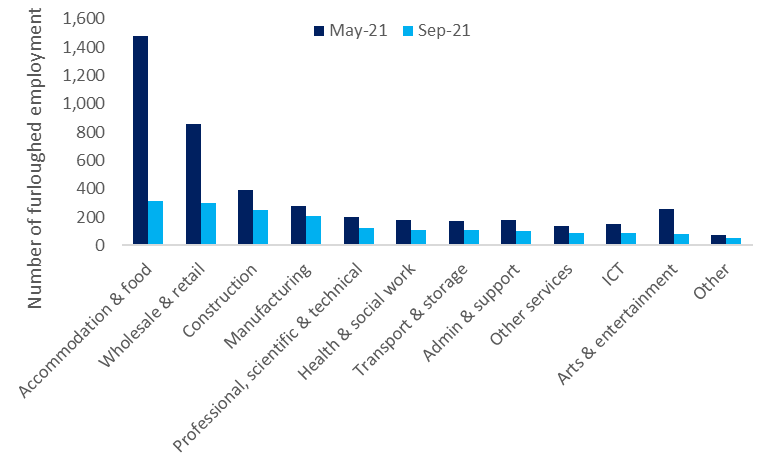 Number of furloughed employment
1,600
1,400
1,200
1,000
800
600
400
200
0
May-21 Sep-21
Accommodation & food
Wholesale & retail
Construction
Manufacturing
Professional, scientific & technical
Health & social work
Transport & storage
Admin & support
Other services
ICT
Arts & entertainment
Other